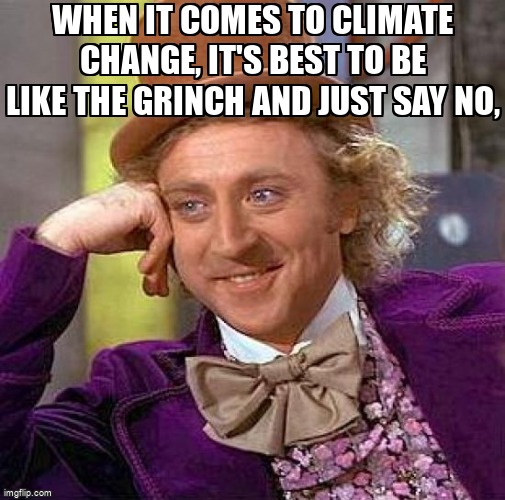 WHEN IT COMES TO CLIMATE
CHANGE, IT'S BEST TO BE
LIKE THE GRINCH AND JUST SAY NO,
imgflip.com